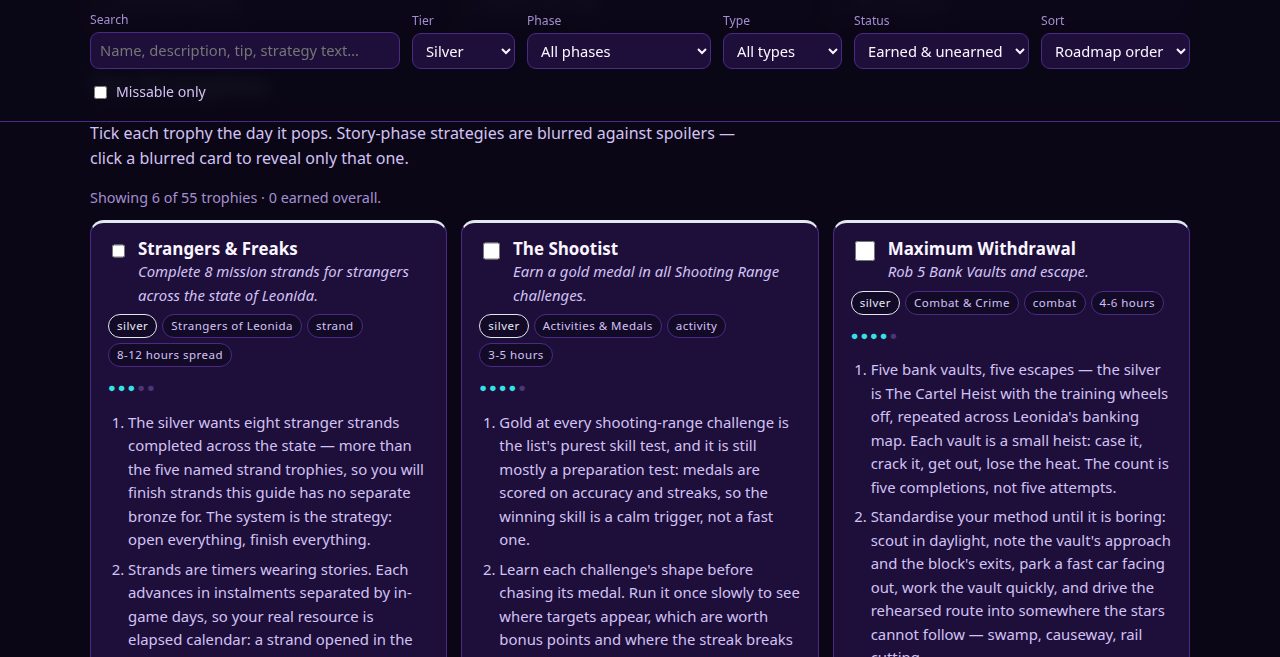 Search
Tier
Phase
Type
Status
Sort
Name, description, tip, strategy text...
Silver
All phases
All types
Earned & unearned
Roadmap order
Missable only
Tick each trophy the day it pops. Story-phase strategies are blurred against spoilers —
click a blurred card to reveal only that one.
Showing 6 of 55 trophies · 0 earned overall.
Strangers & Freaks
Complete 8 mission strands for strangers
across the state of Leonida.
silver
Strangers of Leonida
strand
8-12 hours spread
1. The silver wants eight stranger strands
completed across the state — more than
the five named strand trophies, so you will
finish strands this guide has no separate
bronze for. The system is the strategy:
open everything, finish everything.
2. Strands are timers wearing stories. Each
advances in instalments separated by in-
game days, so your real resource is
elapsed calendar: a strand opened in the
The Shootist
Earn a gold medal in all Shooting Range
challenges.
silver
Activities & Medals
activity
3-5 hours
1. Gold at every shooting-range challenge is
the list's purest skill test, and it is still
mostly a preparation test: medals are
scored on accuracy and streaks, so the
winning skill is a calm trigger, not a fast
one.
2. Learn each challenge's shape before
chasing its medal. Run it once slowly to see
where targets appear, which are worth
bonus points and where the streak breaks
Maximum Withdrawal
Rob 5 Bank Vaults and escape.
silver
Combat & Crime
combat
4-6 hours
1. Five bank vaults, five escapes — the silver
is The Cartel Heist with the training wheels
off, repeated across Leonida's banking
map. Each vault is a small heist: case it,
crack it, get out, lose the heat. The count is
five completions, not five attempts.
2. Standardise your method until it is boring:
scout in daylight, note the vault's approach
and the block's exits, park a fast car facing
out, work the vault quickly, and drive the
rehearsed route into somewhere the stars
cannot follow — swamp, causeway, rail